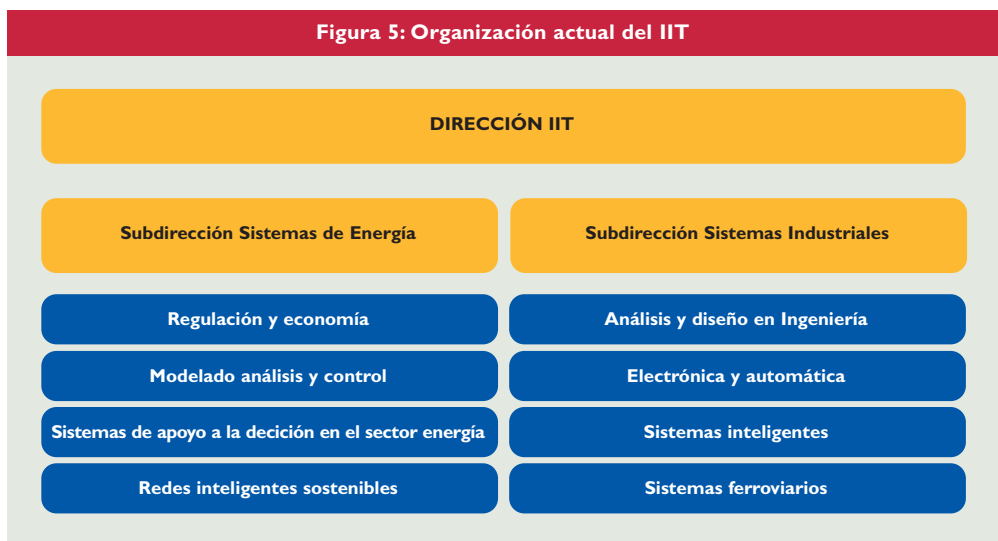 Figura 5: Organización actual del IIT
DIRECCIÓN IIT
Subdirección Sistemas de Energía
Subdirección Sistemas Industriales
Regulación y economía
Análisis y diseño en Ingeniería
Modelado análisis y control
Electrónica y automática
Sistemas de apoyo a la decición en el sector energía
Sistemas inteligentes
Redes inteligentes sostenibles
Sistemas ferroviarios